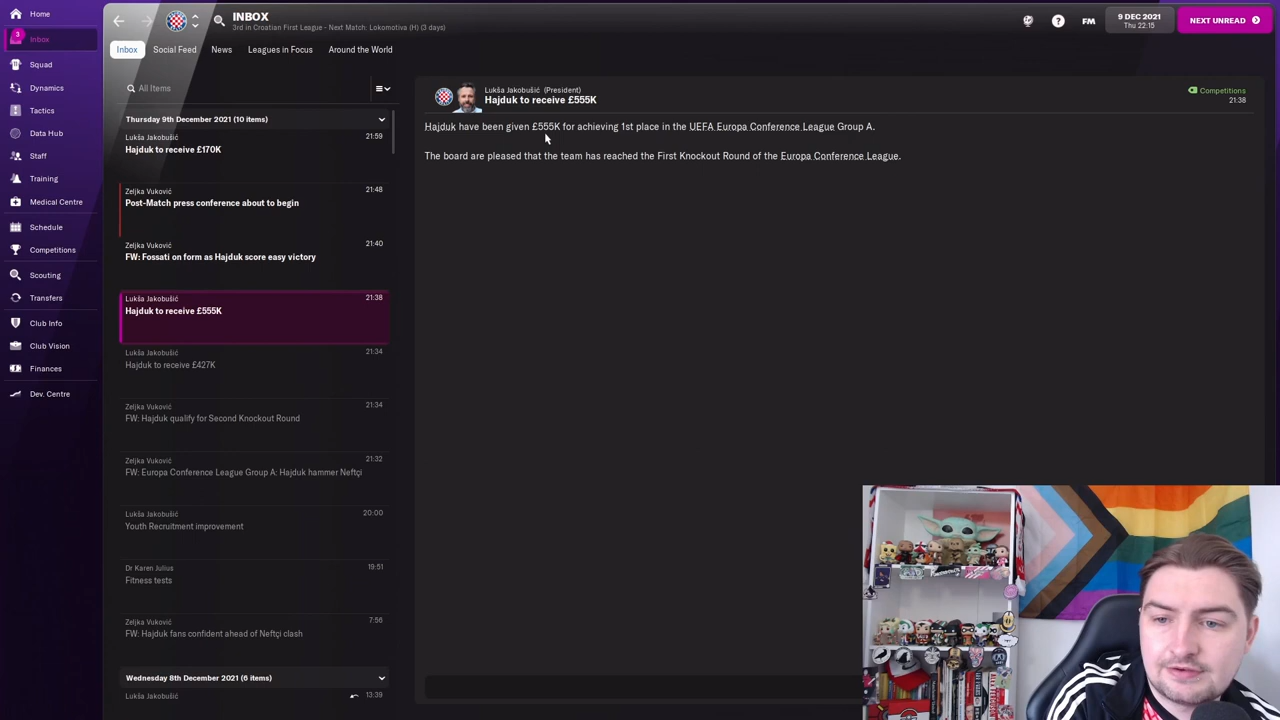 Home
INBOX
3rd in Croatian First League - Next Match: Lokomotiva (H) (3 days)
?
FM
9 DEC 2021
Thu 22:15
NEXT UNREAD
3
Inbox
Squad
Dynamics
Tactics
Data Hub
Staff
Training
Medical Centre
Schedule
Competitions
Scouting
Transfers
Club Info
Club Vision
Finances
Dev. Centre
Inbox
Social Feed
News
Leagues in Focus
Around the World
All Items
Thursday 9th December 2021 (10 items)
21:59
Hajduk to receive £170K
Zeljka Vuković
21:48
Post-Match press conference about to begin
Zeljka Vuković
21:40
FW: Fossati on form as Hajduk score easy victory
Lukša Jakobušić
21:38
Hajduk to receive £555K
Lukša Jakobušić
21:34
Hajduk to receive £427K
Zeljka Vuković
21:34
FW: Hajduk qualify for Second Knockout Round
Zeljka Vuković
21:32
FW: Europa Conference League Group A: Hajduk hammer Neftçi
Lukša Jakobušić
20:00
Youth Recruitment improvement
Dr Karen Julius
19:51
Fitness tests
Zeljka Vuković
7:56
FW: Hajduk fans confident ahead of Neftçi clash
Wednesday 8th December 2021 (6 items)
Lukša Jakobušić
13:39
Lukša Jakobušić (President)
Hajduk to receive £555K
Competitions
21:38
Hajduk have been given £555K for achieving 1st place in the UEFA Europa Conference League Group A.
The board are pleased that the team has reached the First Knockout Round of the Europa Conference League.